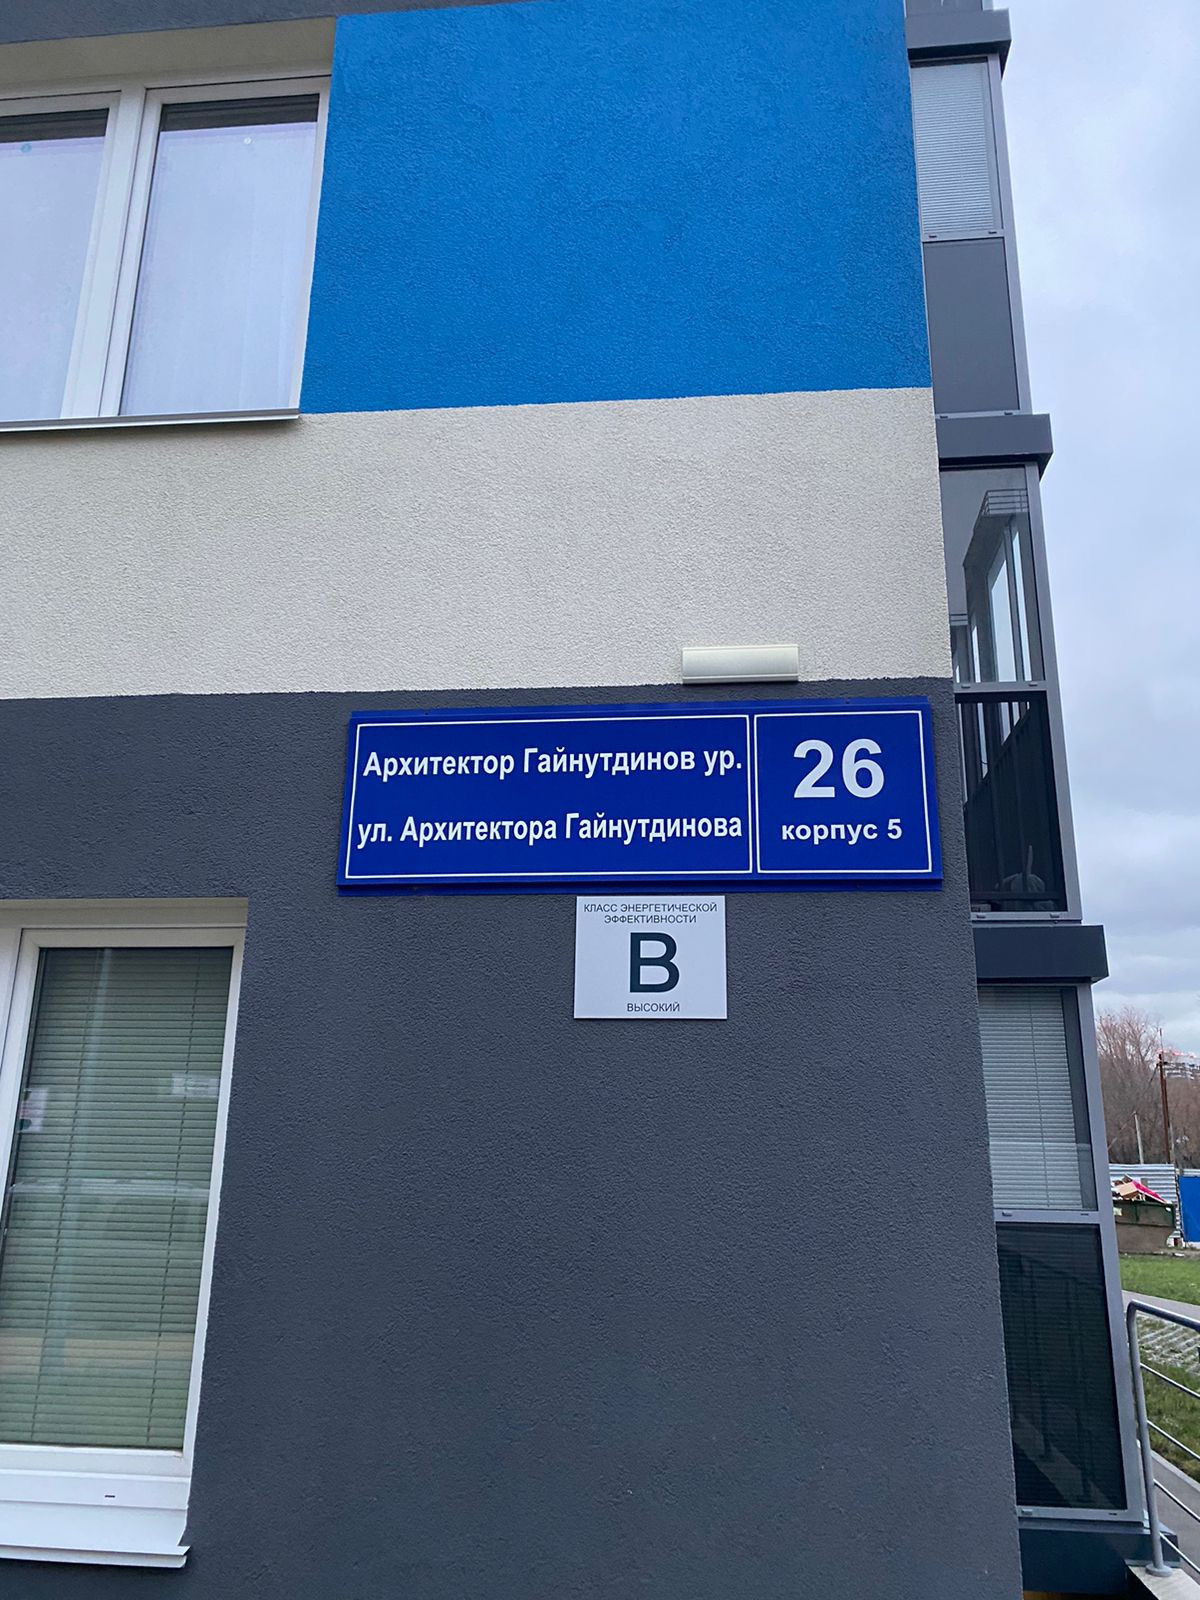 Архитектор Гайнутдинов ур.
ул. Архитектора Гайнутдинова
26
корпус 5
КЛАСС ЭНЕРГЕТИЧЕСКОЙ
ЭФФЕКТИВНОСТИ
B
ВЫСОКИЙ